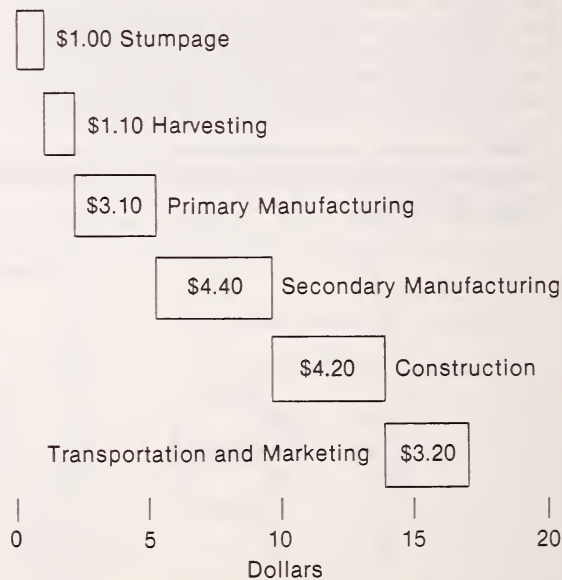 $1.00 Stumpage
$1.10 Harvesting
$3.10 Primary Manufacturing
$4.40 Secondary Manufacturing
$4.20 Construction
Transportation and Marketing $3.20
0 5 10 15 20
Dollars